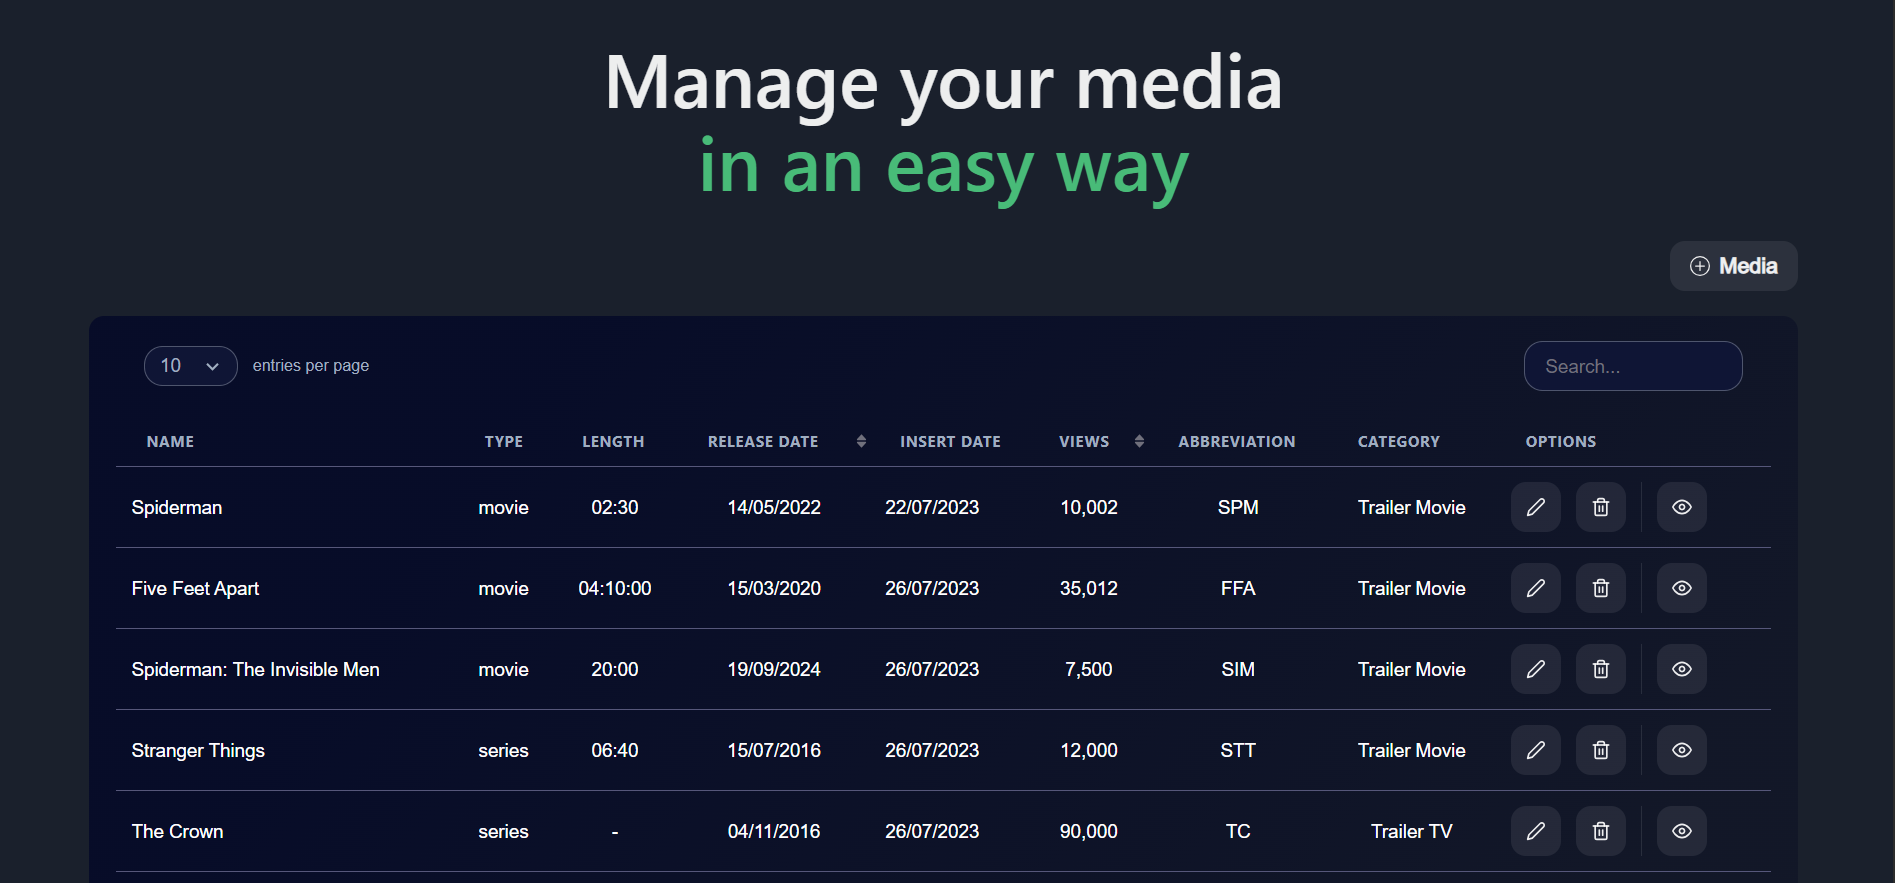 Manage your media
in an easy way
Media
10 entries per page
Search...
NAME TYPE LENGTH RELEASE DATE INSERT DATE VIEWS ABBREVIATION CATEGORY OPTIONS
Spiderman movie 02:30 14/05/2022 22/07/2023 10,002 SPM Trailer Movie
Five Feet Apart movie 04:10:00 15/03/2020 26/07/2023 35,012 FFA Trailer Movie
Spiderman: The Invisible Men movie 20:00 19/09/2024 26/07/2023 7,500 SIM Trailer Movie
Stranger Things series 06:40 15/07/2016 26/07/2023 12,000 STT Trailer Movie
The Crown series - 04/11/2016 26/07/2023 90,000 TC Trailer TV